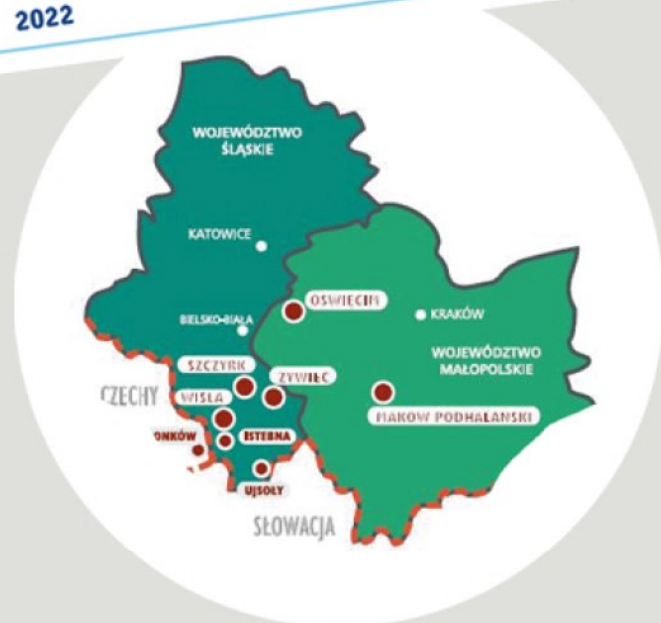 2022
WOJEWÓDZTWO
ŚLĄSKIE
KATOWICE
OŚWIĘCIM
BIELSKO-BIAŁA
KRAKÓW
SZCZYRK
ŻYWIEC
WOJEWÓDZTWO
MAŁOPOLSKIE
CZECHY
WISŁA
MAKÓW PODHALAŃSKI
ONKÓW
ISTEBNA
UJSOŁY
SŁOWACJA